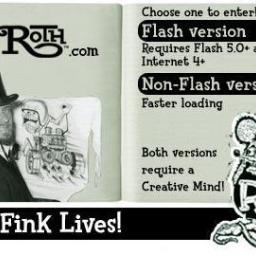 ROTH™
.com
Choose one to enter!
Flash version
Requires Flash 5.0+ a
Internet 4+
Non-Flash vers
Faster loading
Both versions
require a
Creative Mind!
Fink Lives!